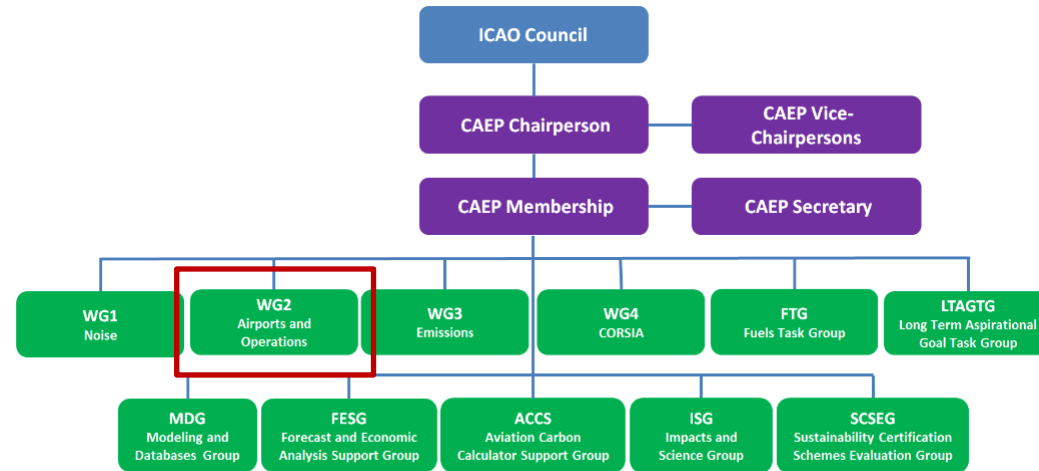 ICAO Council
CAEP Chairperson
CAEP Vice-
Chairpersons
CAEP Membership
CAEP Secretary
WG1
Noise
WG2
Airports and
Operations
WG3
Emissions
WG4
CORSIA
FTG
Fuels Task Group
LTAGTG
Long Term Aspirational
Goal Task Group
MDG
Modeling and
Databases Group
FESG
Forecast and Economic
Analysis Support Group
ACCS
Aviation Carbon
Calculator Support Group
ISG
Impacts and
Science Group
SCSEG
Sustainability Certification
Schemes Evaluation Group